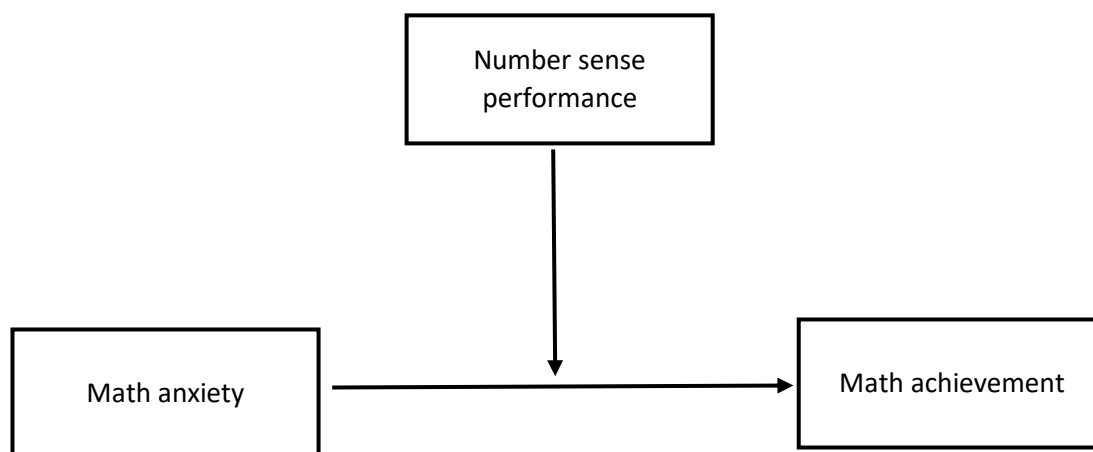 Number sense
performance
Math anxiety
Math achievement